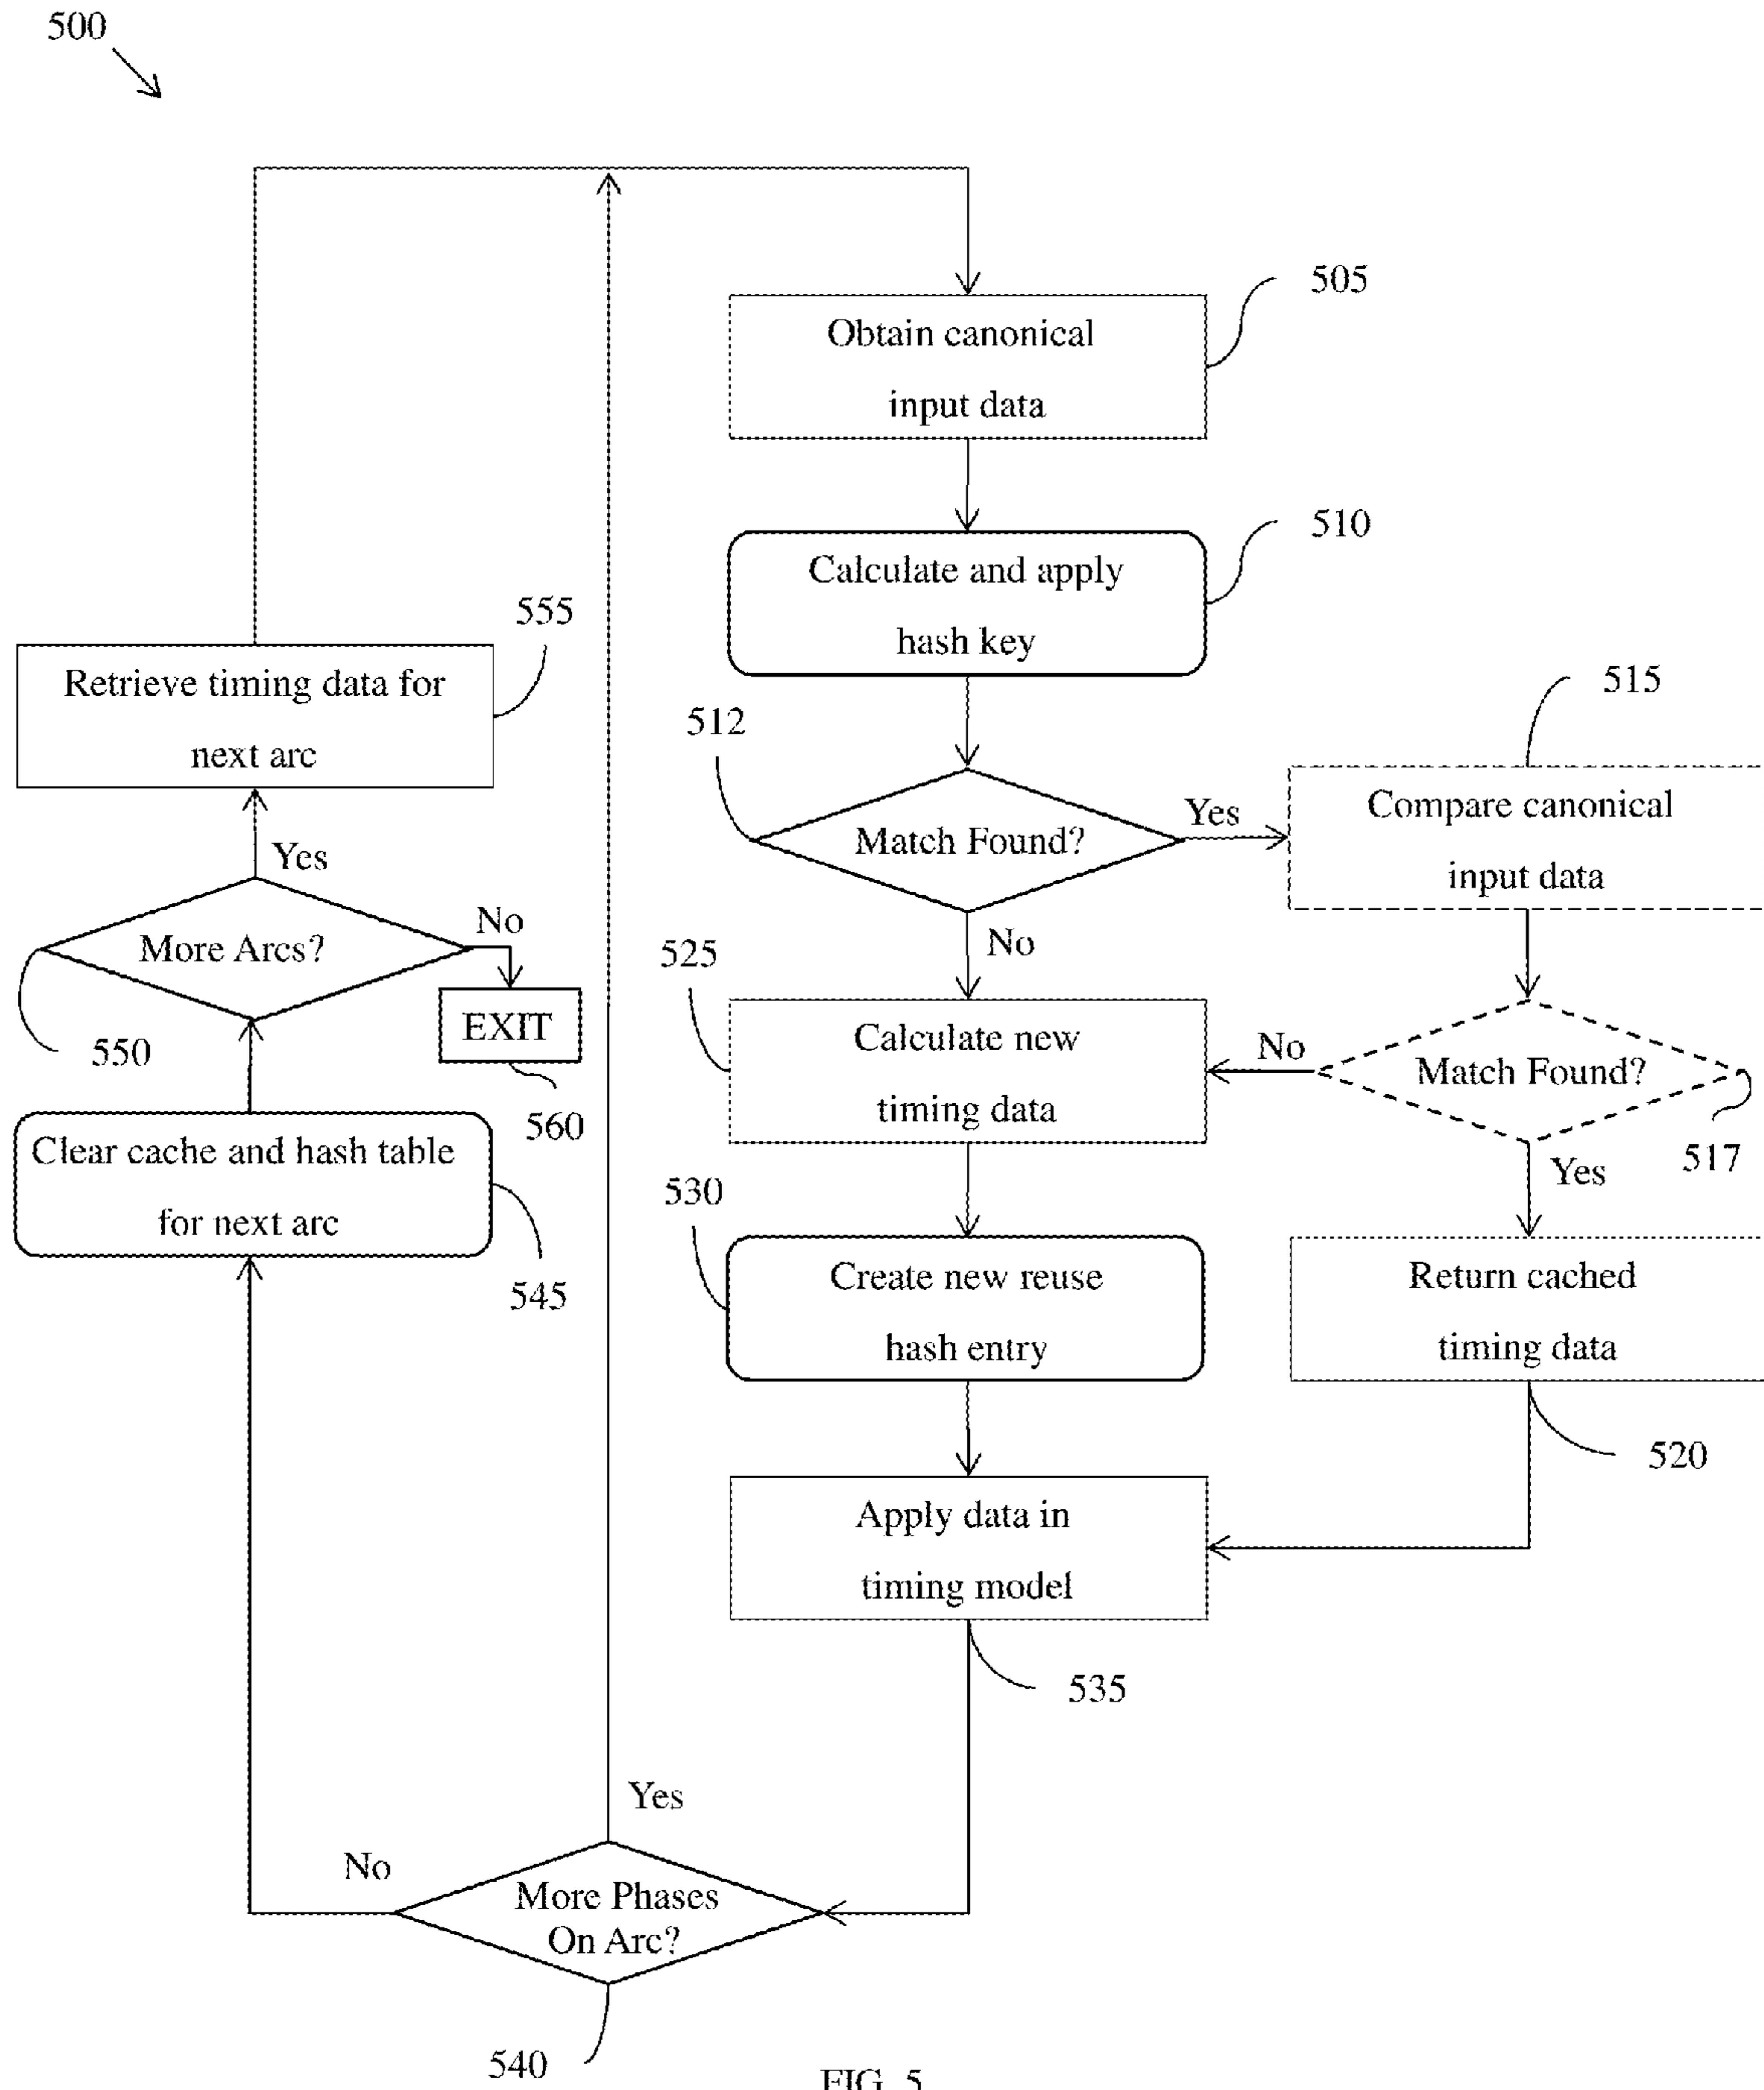 500
505
Obtain canonical
input data
510
Calculate and apply
hash key
555
Retrieve timing data for
next arc
512
515
Match Found?
Yes
Compare canonical
input data
Yes
No
More Arcs?
No
525
550
EXIT
Calculate new
timing data
No
Match Found?
560
517
Clear cache and hash table
for next arc
Yes
530
545
Create new reuse
hash entry
Return cached
timing data
520
Apply data in
timing model
535
Yes
No
More Phases
On Arc?
540
FIG. 5